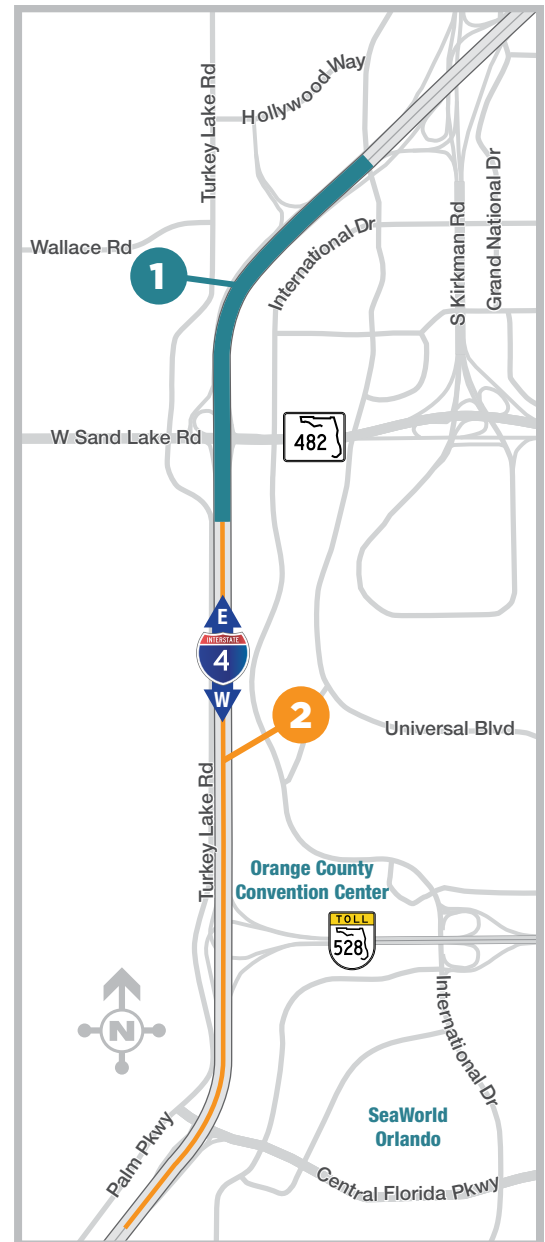 Hollywood Way
Turkey Lake Rd
Wallace Rd
1
International Dr
S Kirkman Rd
Grand National Dr
W Sand Lake Rd
482
E
INTERSTATE
4
W
2
Universal Blvd
Turkey Lake Rd
Orange County
Convention Center
TOLL
528
N
International Dr
SeaWorld
Orlando
Palm Pkwy
Central Florida Pkwy